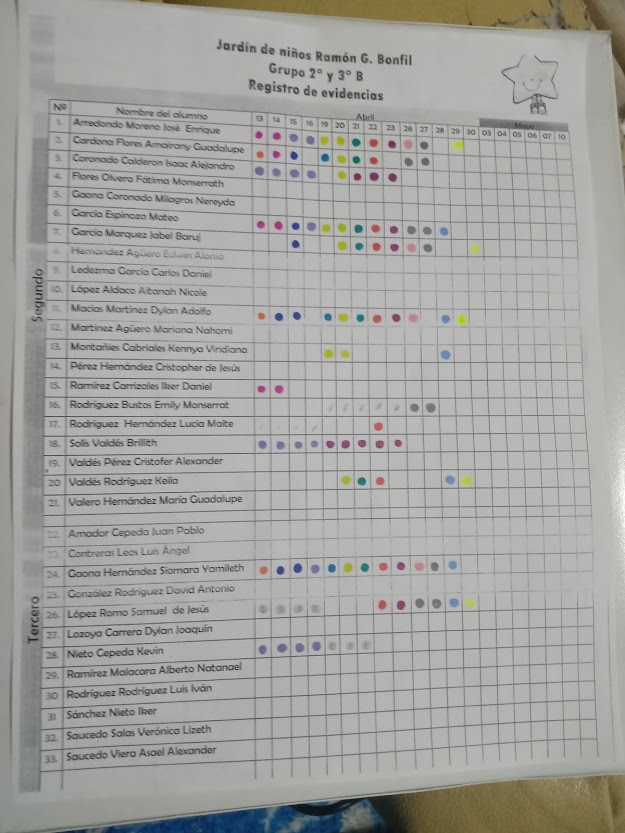 Jardín de niños Ramón G. Bonfil
Grupo 2° y 3° B
Registro de evidencias
Nº Nombre del alumno Abril Mayo
13 14 15 16 19 20 21 22 23 26 27 28 29 30 03 04 05 06 07 10
Segundo
1. Arredondo Moreno José Enrique
2. Cardona Flores Amairany Guadalupe
3. Coronado Calderon Isaac Alejandro
4. Flores Olvera Fátima Monserrath
5. Gaona Coronado Milagros Nereyda
6. García Espinoza Mateo
7. García Marquez Jabel Baruj
8. Hernández Agüero Edwin Alonso
9. Ledezma García Carlos Daniel
10. López Aldaco Aitanah Nicole
11. Macias Martínez Dylan Adolfo
12. Martínez Agüero Mariana Nahomi
13. Montañies Cabriales Kennya Viridiana
14. Pérez Hernández Cristopher de Jesús
15. Ramírez Carrizales Iker Daniel
16. Rodríguez Bustos Emily Monserrat
17. Rodríguez Hernández Lucía Maite
18. Solís Valdés Brillith
19. Valdés Pérez Cristofer Alexander
20 Valdés Rodríguez Keila
21. Valero Hernández María Guadalupe
Tercero
22. Amador Cepeda Juan Pablo
23. Contreras Leos Luis Ángel
24. Gaona Hernández Siomara Yamileth
25. González Rodríguez David Antonio
26. López Romo Samuel de Jesús
27. Lozoya Carrera Dylan Joaquín
28. Nieto Cepeda Kevin
29. Ramírez Malacara Alberto Natanael
30 Rodríguez Rodríguez Luis Iván
31 Sánchez Nieto Iker
32. Saucedo Salas Verónica Lizeth
33. Saucedo Viera Asael Alexander